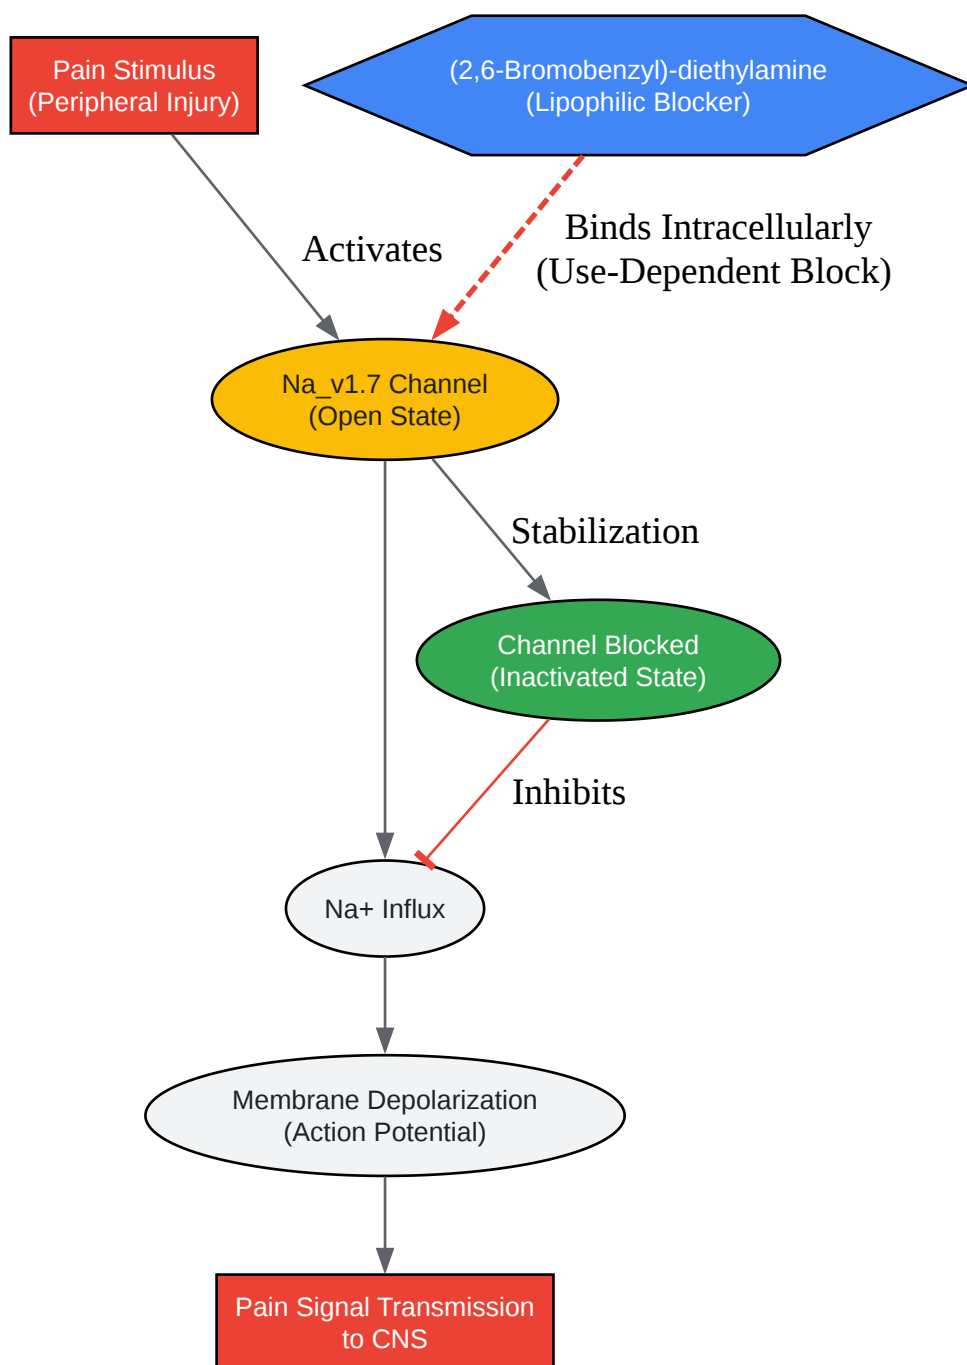 Pain Stimulus
(Peripheral Injury)
(2,6-Bromobenzyl)-diethylamine
(Lipophilic Blocker)
Activates
Binds Intracellularly
(Use-Dependent Block)
Na_v1.7 Channel
(Open State)
Stabilization
Channel Blocked
(Inactivated State)
Inhibits
Na+ Influx
Membrane Depolarization
(Action Potential)
Pain Signal Transmission
to CNS